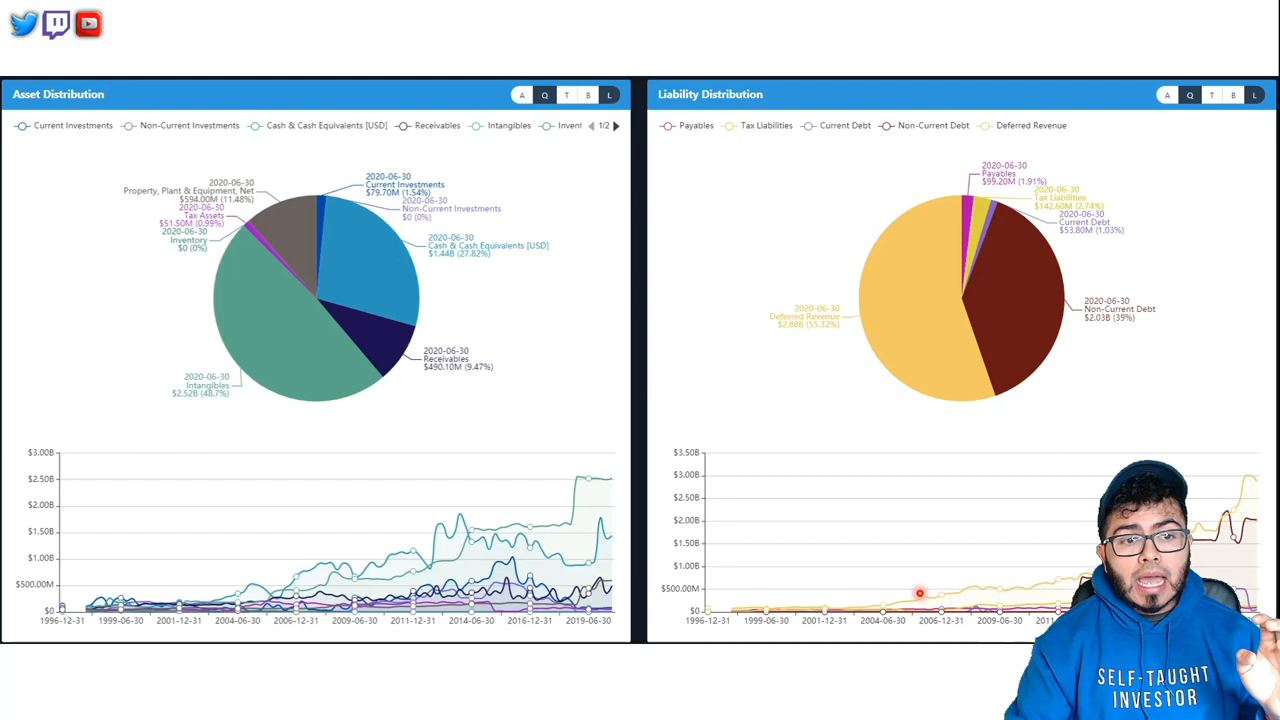 Asset Distribution
A Q T B L
Current Investments Non-Current Investments Cash & Cash Equivalents [USD] Receivables Intangibles Invent 1/2
2020-06-30
Property, Plant & Equipment, Net
$594.00M (11.48%)
2020-06-30
Tax Assets
$51.50M (0.99%)
2020-06-30
Inventory
$0 (0%)
2020-06-30
Current Investments
$79.70M (1.54%)
2020-06-30
Non-Current Investments
$0 (0%)
2020-06-30
Cash & Cash Equivalents [USD]
$1.44B (27.82%)
2020-06-30
Receivables
$490.10M (9.47%)
2020-06-30
Intangibles
$2.52B (48.7%)
$3.00B
$2.50B
$2.00B
$1.50B
$1.00B
$500.00M
$0
1996-12-31 1999-06-30 2001-12-31 2004-06-30 2006-12-31 2009-06-30 2011-12-31 2014-06-30 2016-12-31 2019-06-30
Liability Distribution
A Q T B L
Payables Tax Liabilities Current Debt Non-Current Debt Deferred Revenue
2020-06-30
Payables
$99.20M (1.91%)
2020-06-30
Tax Liabilities
$142.60M (2.74%)
2020-06-30
Current Debt
$53.80M (1.03%)
2020-06-30
Non-Current Debt
$2.03B (39%)
2020-06-30
Deferred Revenue
$2.88B (55.32%)
$3.50B
$3.00B
$2.50B
$2.00B
$1.50B
$1.00B
$500.00M
$0
1996-12-31 1999-06-30 2001-12-31 2004-06-30 2006-12-31 2009-06-30
SELF-TAUGHT
INVESTOR